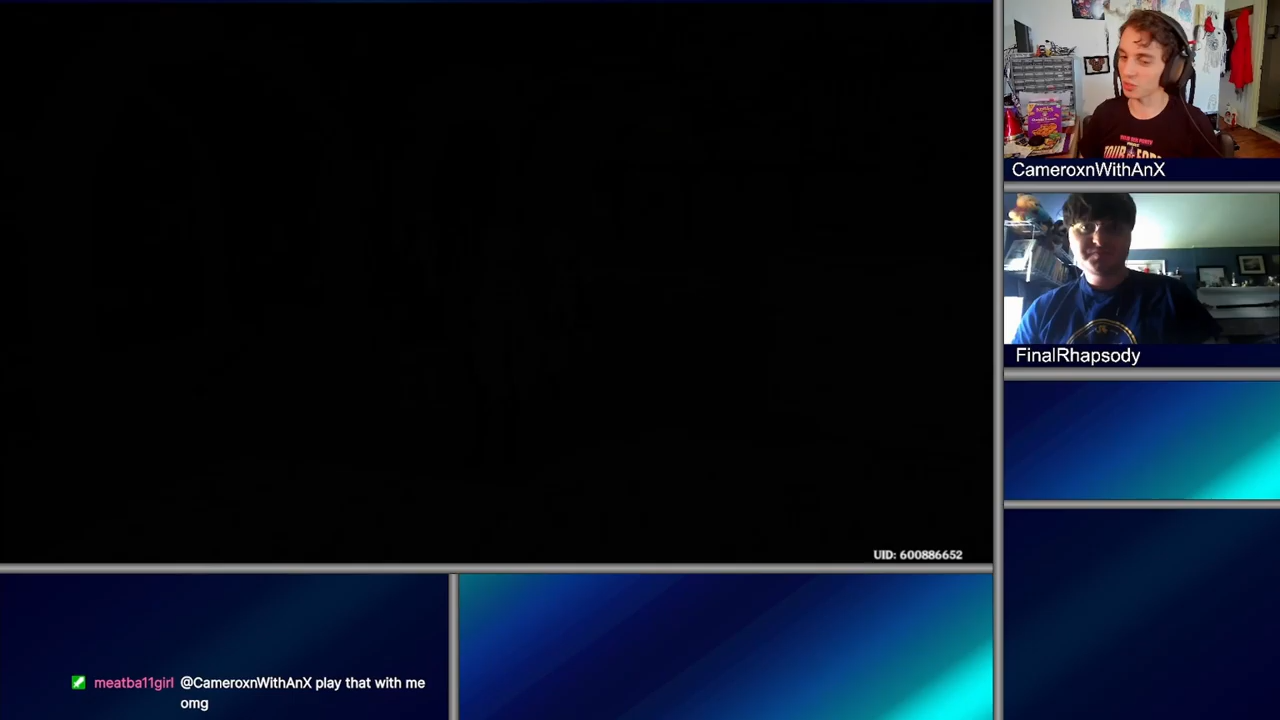 CameroxnWithAnX
FinalRhapsody
UID: 600886652
meatba11girl @CameroxnWithAnX play that with me
omg